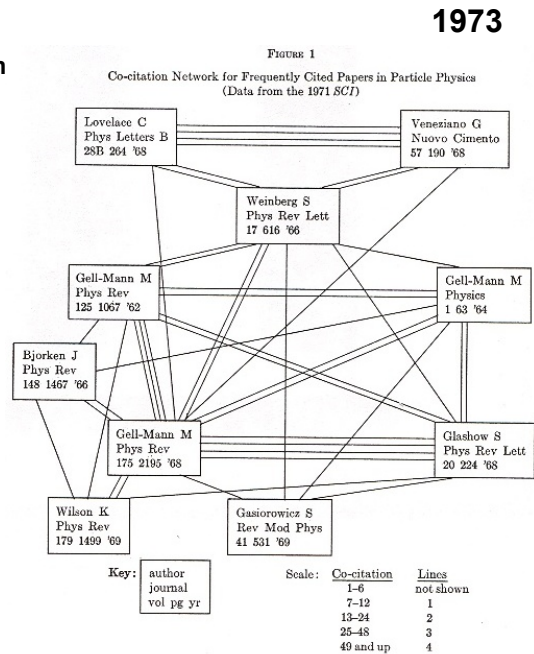 1973
n
FIGURE 1
Co-citation Network for Frequently Cited Papers in Particle Physics
(Data from the 1971 SCI)
Lovelace C
Phys Letters B
28B 264 '68
Veneziano G
Nuovo Cimento
57 190 '68
Weinberg S
Phys Rev Lett
17 616 '66
Gell-Mann M
Phys Rev
125 1067 '62
Gell-Mann M
Physics
1 63 '64
Bjorken J
Phys Rev
148 1467 '66
Gell-Mann M
Phys Rev
175 2195 '68
Glashow S
Phys Rev Lett
20 224 '68
Wilson K
Phys Rev
179 1499 '69
Gasiorowicz S
Rev Mod Phys
41 531 '69
Key:
author
journal
vol pg yr
Scale: Co-citation Lines
1–6 not shown
7–12 1
13–24 2
25–48 3
49 and up 4